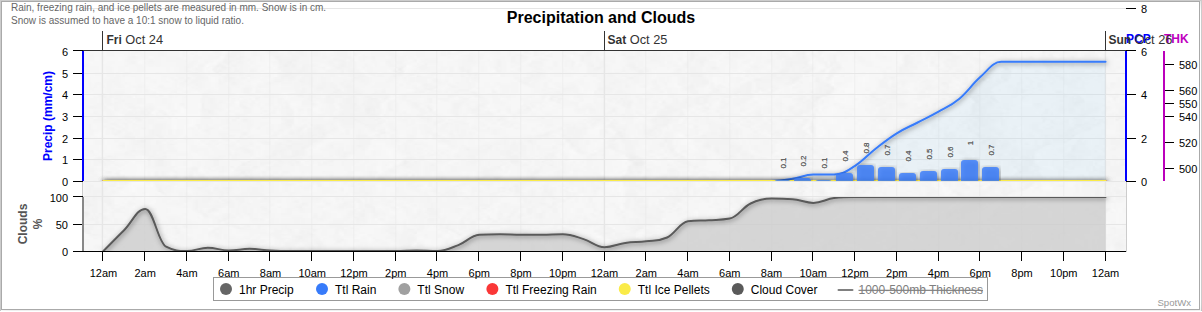 Rain, freezing rain, and ice pellets are measured in mm. Snow is in cm.
Snow is assumed to have a 10:1 snow to liquid ratio.
Precipitation and Clouds
Fri Oct 24
Sat Oct 25
Sun Oct 26
PCP
THK
Precip (mm/cm)
6
5
4
3
2
1
0
8
6
4
2
0
580
560
550
540
520
500
0.1
0.2
0.1
0.4
0.8
0.7
0.4
0.5
0.6
1
0.7
Clouds
%
100
50
0
12am 2am 4am 6am 8am 10am 12pm 2pm 4pm 6pm 8pm 10pm 12am 2am 4am 6am 8am 10am 12pm 2pm 4pm 6pm 8pm 10pm 12am
1hr Precip Ttl Rain Ttl Snow Ttl Freezing Rain Ttl Ice Pellets Cloud Cover 1000-500mb Thickness
SpotWx